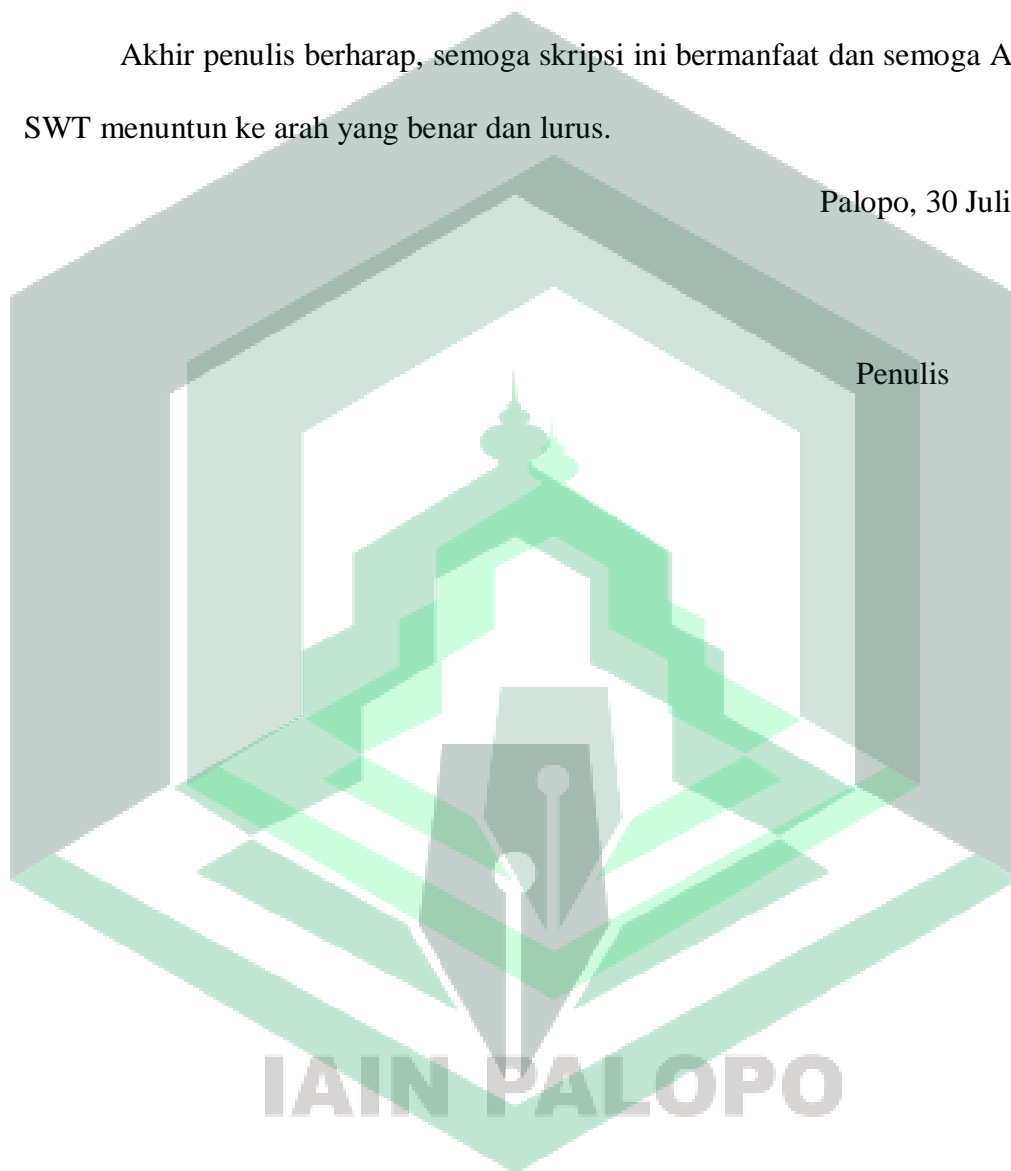 Akhir penulis berharap, semoga skripsi ini bermanfaat dan semoga A
SWT menuntun ke arah yang benar dan lurus.
Palopo, 30 Juli
Penulis
IAIN PALOPO